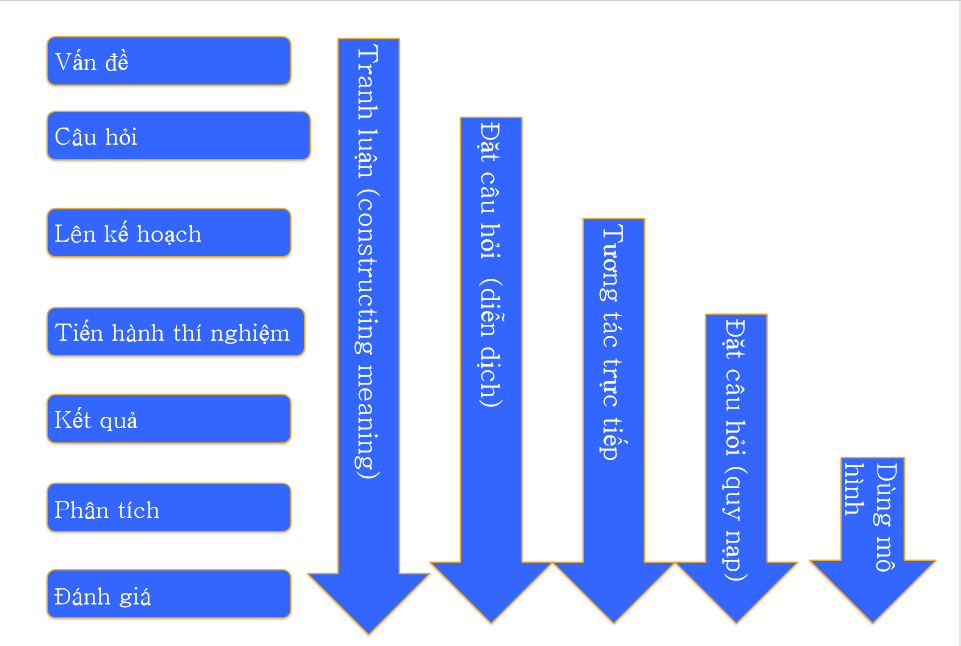 Vấn đề
Câu hỏi
Lên kế hoạch
Tiến hành thí nghiệm
Kết quả
Phân tích
Đánh giá
Tranh luận (constructing meaning)
Đặt câu hỏi (diễn dịch)
Tương tác trực tiếp
Đặt câu hỏi (quy nạp)
Dùng mô
hình